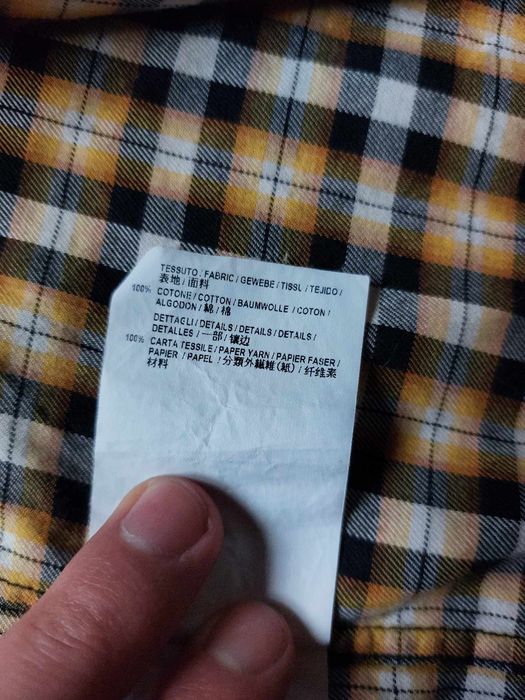 TESSUTO / FABRIC / GEWEBE / TISSL / TEJIDO /
表地 / 面料
100% COTONE / COTTON / BAUMWOLLE / COTON /
ALGODON / 綿 / 棉
DETTAGLI / DETAILS / DETAILS / DETAILS /
DETALLES / 一部 / 镶边
100% CARTA TESSILE / PAPER YARN / PAPIER FASER /
PAPIER / PAPEL / 分類外繊維(紙) / 纤维素
材料